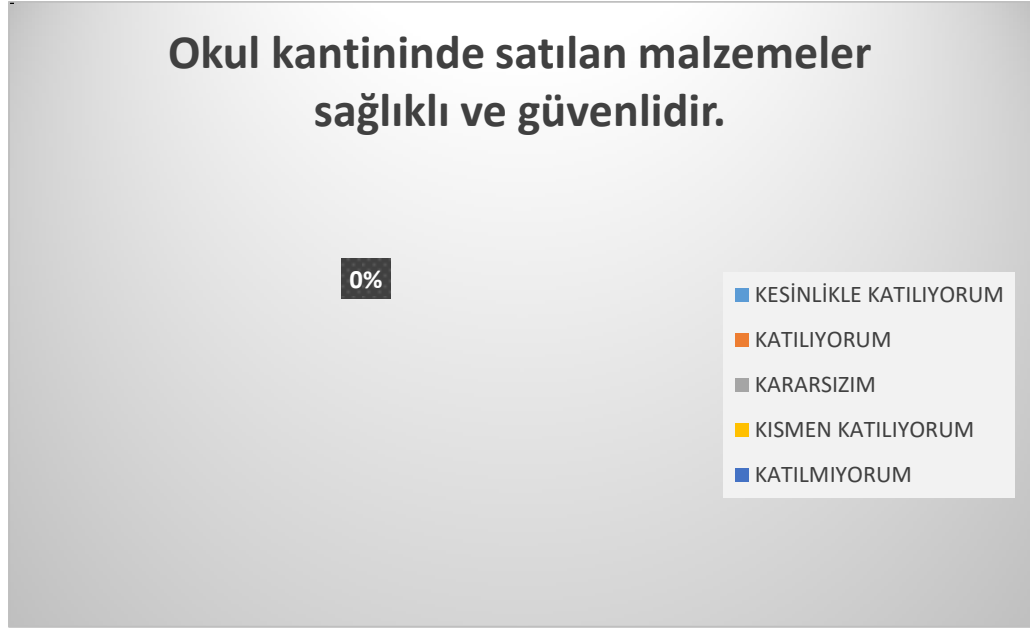 Okul kantininde satılan malzemeler
sağlıklı ve güvenlidir.
0%
KESİNLİKLE KATILIYORUM
KATILIYORUM
KARARSIZIM
KISMEN KATILIYORUM
KATILMIYORUM